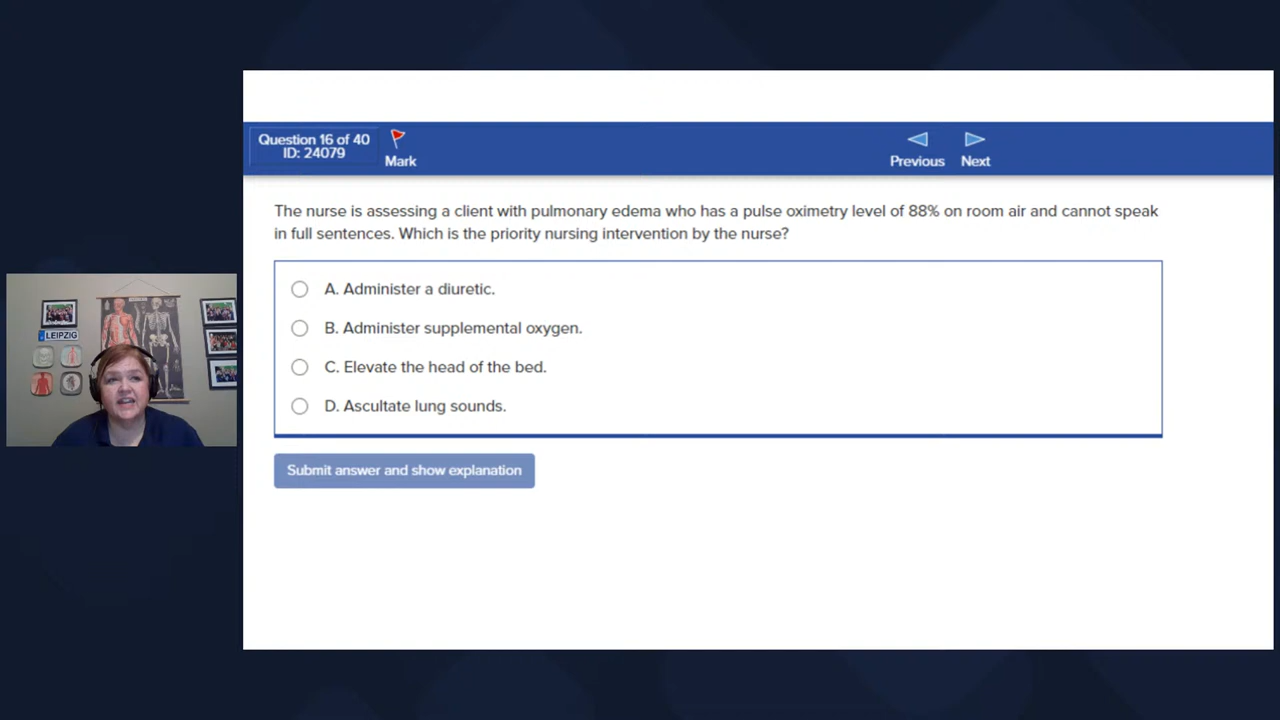 Question 16 of 40
ID: 24079
Mark
Previous
Next
The nurse is assessing a client with pulmonary edema who has a pulse oximetry level of 88% on room air and cannot speak
in full sentences. Which is the priority nursing intervention by the nurse?
A. Administer a diuretic.
B. Administer supplemental oxygen.
C. Elevate the head of the bed.
D. Ascultate lung sounds.
Submit answer and show explanation
LEIPZIG